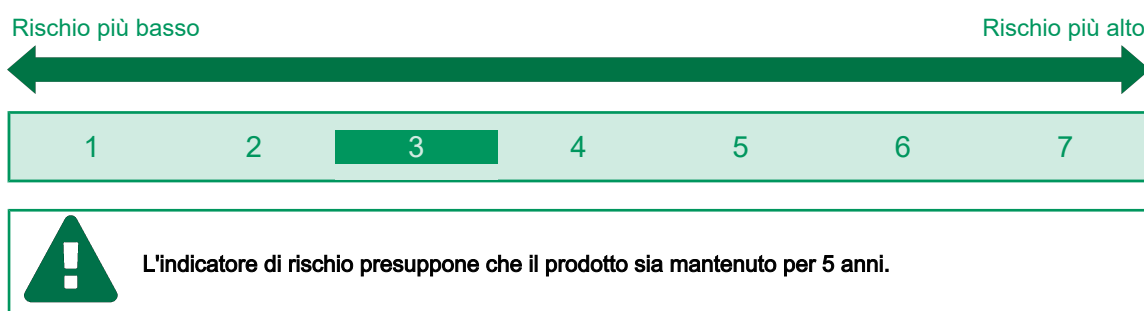 Rischio più basso Rischio più alto
1 2 3 4 5 6 7
L'indicatore di rischio presuppone che il prodotto sia mantenuto per 5 anni.